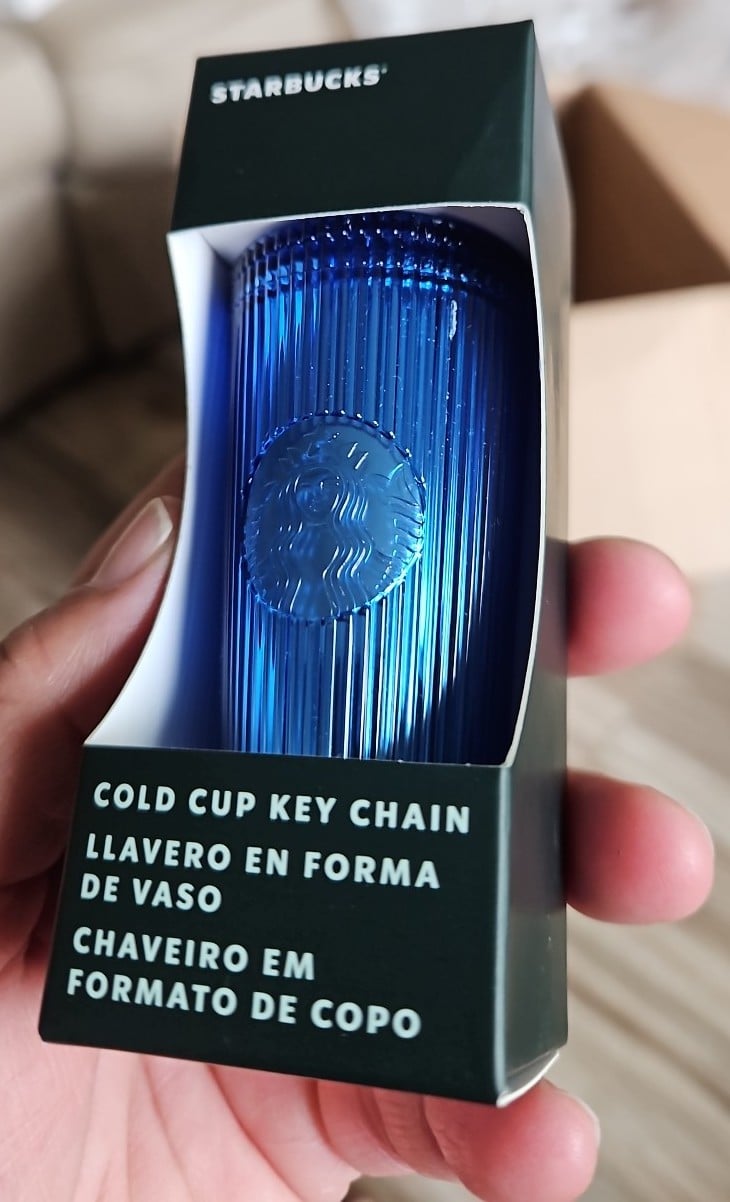 STARBUCKS®
COLD CUP KEY CHAIN
LLAVERO EN FORMA
DE VASO
CHAVEIRO EM
FORMATO DE COPO